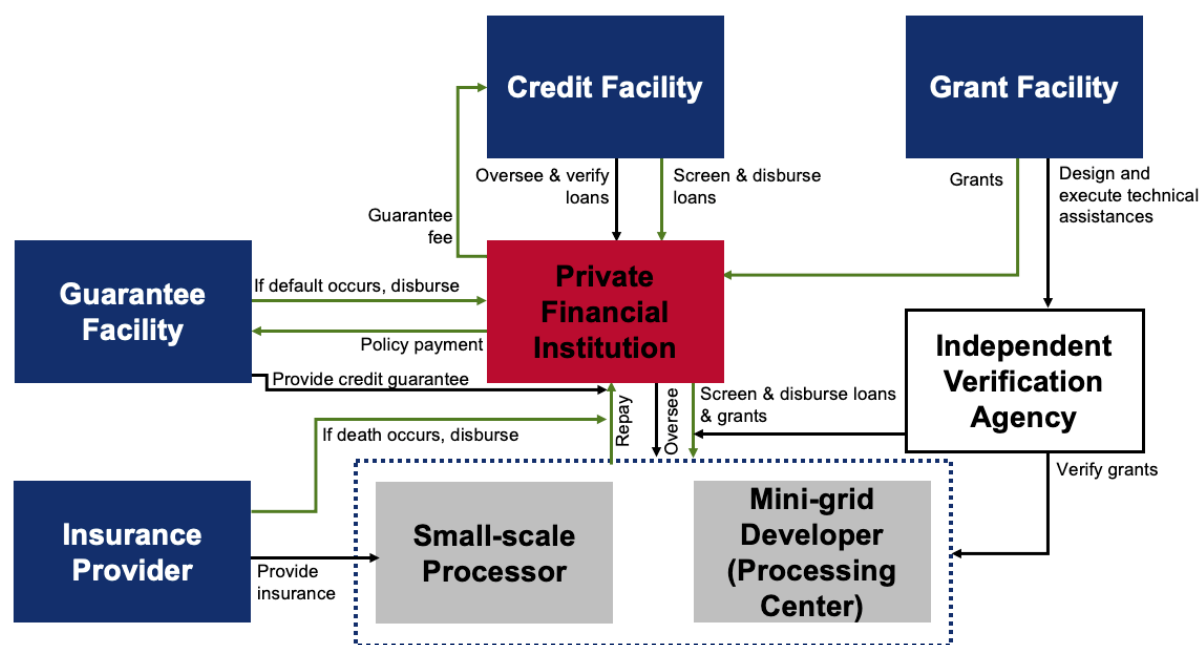 Credit Facility
Grant Facility
Oversee & verify
loans
Screen & disburse
loans
Grants
Design and
execute technical
assistances
Guarantee
fee
Guarantee
Facility
If default occurs, disburse
Policy payment
Provide credit guarantee
Private
Financial
Institution
Independent
Verification
Agency
If death occurs, disburse
Repay
Oversee
Screen & disburse loans
& grants
Verify grants
Insurance
Provider
Provide
insurance
Small-scale
Processor
Mini-grid
Developer
(Processing
Center)